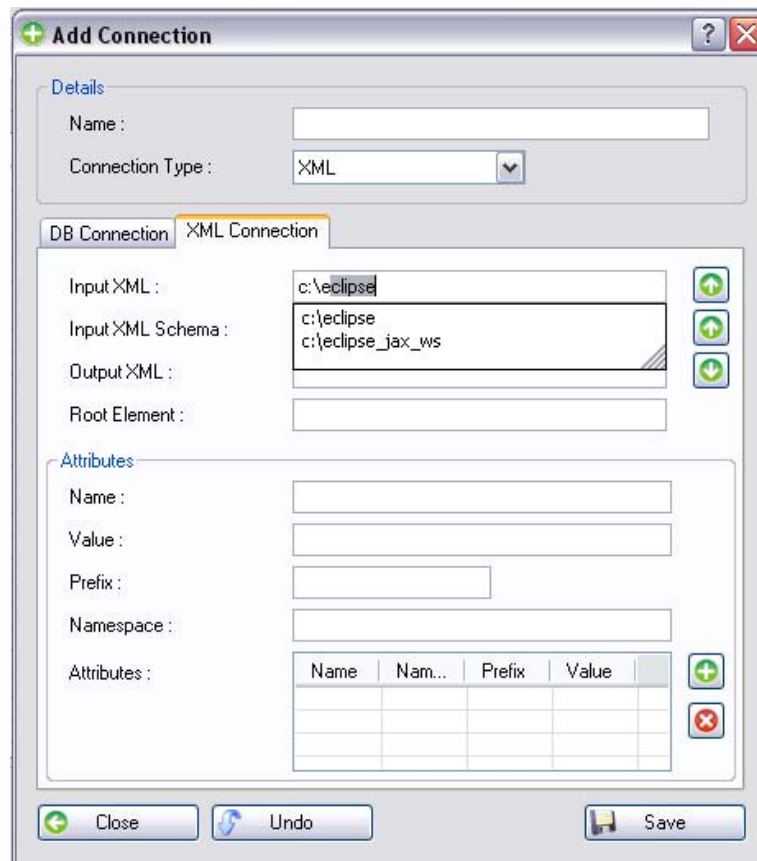 Add Connection
?
Details
Name :
Connection Type :
XML
DB Connection
XML Connection
Input XML :
c:\eclipse
c:\eclipse
c:\eclipse_jax_ws
Input XML Schema :
Output XML :
Root Element :
Attributes
Name :
Value :
Prefix :
Namespace :
Attributes :
Name Nam... Prefix Value
Close
Undo
Save